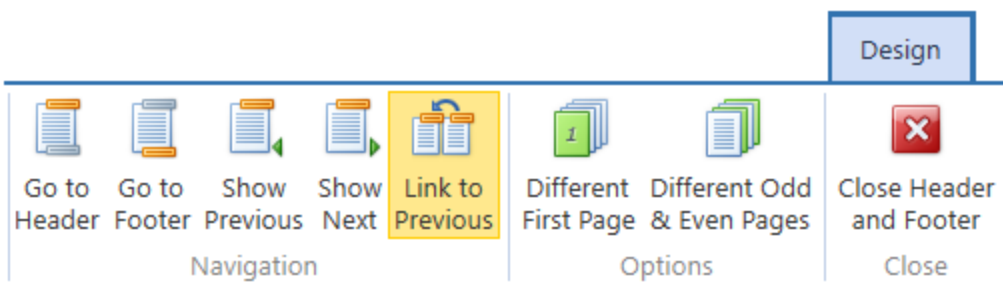 Design
1
Go to Header
Go to Footer
Show Previous
Show Next
Link to Previous
Different First Page
Different Odd & Even Pages
Close Header and Footer
Navigation
Options
Close